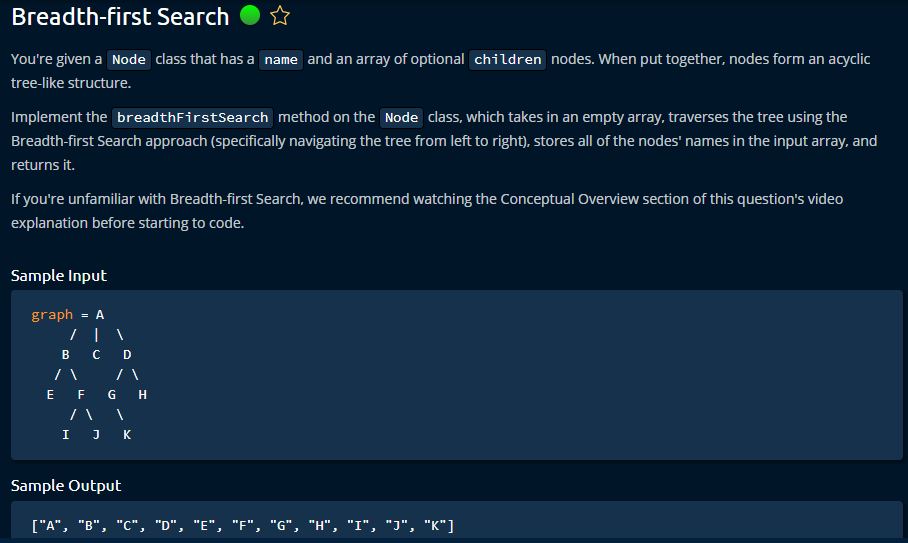 Breadth-first Search
You're given a Node class that has a name and an array of optional children nodes. When put together, nodes form an acyclic
tree-like structure.
Implement the breadthFirstSearch method on the Node class, which takes in an empty array, traverses the tree using the
Breadth-first Search approach (specifically navigating the tree from left to right), stores all of the nodes' names in the input array, and
returns it.
If you're unfamiliar with Breadth-first Search, we recommend watching the Conceptual Overview section of this question's video
explanation before starting to code.
Sample Input
graph = A
     /  |  \
    B   C   D
   / \     / \
  E   F   G   H
     / \   \
    I   J   K
Sample Output
["A", "B", "C", "D", "E", "F", "G", "H", "I", "J", "K"]